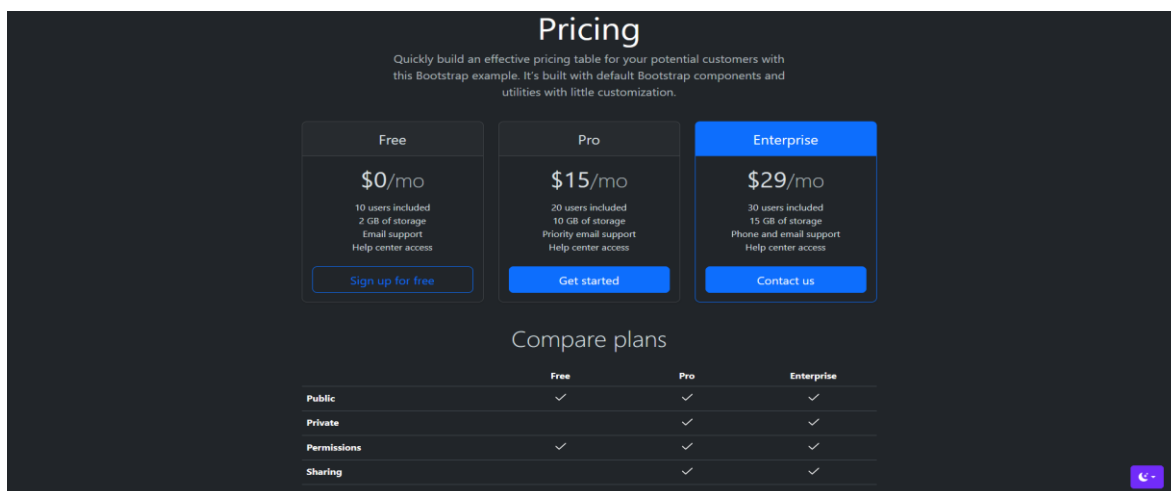 Pricing
Quickly build an effective pricing table for your potential customers with
this Bootstrap example. It's built with default Bootstrap components and
utilities with little customization.
Free
$0/mo
10 users included
2 GB of storage
Email support
Help center access
Sign up for free
Pro
$15/mo
20 users included
10 GB of storage
Priority email support
Help center access
Get started
Enterprise
$29/mo
30 users included
15 GB of storage
Phone and email support
Help center access
Contact us
Compare plans
Free Pro Enterprise
Public ✓ ✓ ✓
Private ✓ ✓
Permissions ✓ ✓ ✓
Sharing ✓ ✓